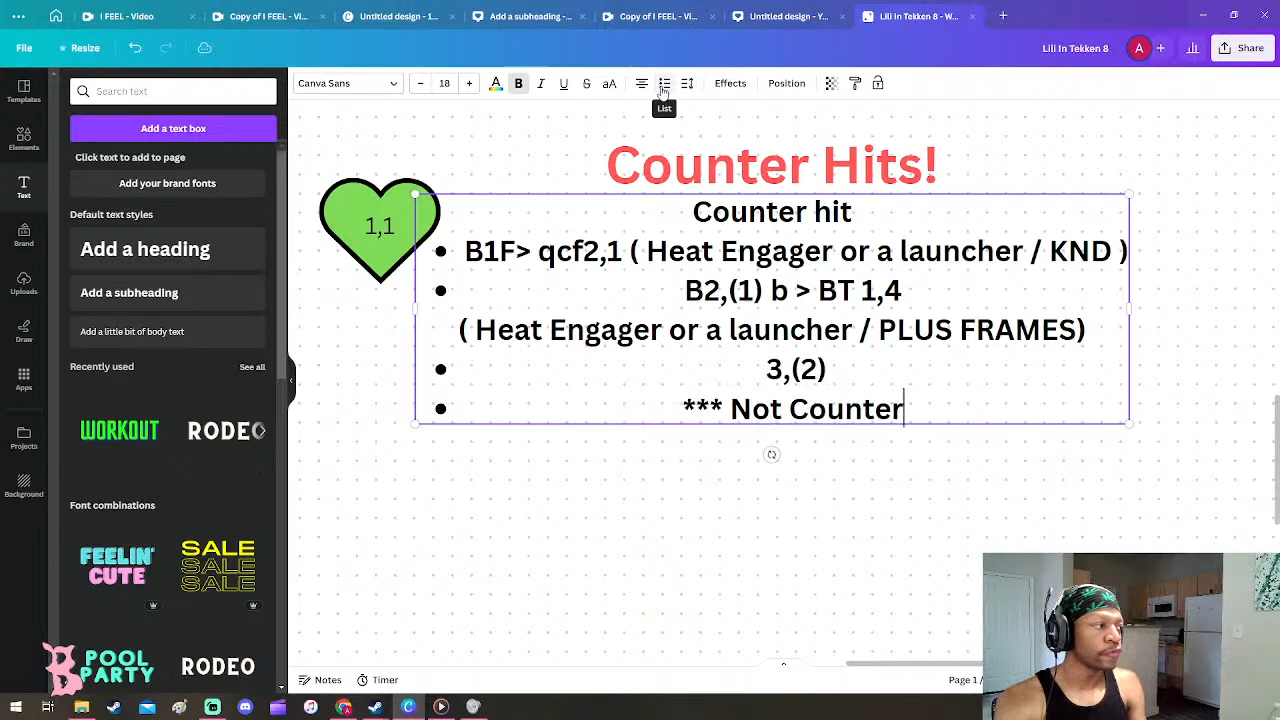 I FEEL - Video
Copy of I FEEL - Video
Untitled design - 1...
Add a subheading -...
Copy of I FEEL - Video
Untitled design - Y...
Lili In Tekken 8 - W...
File
Resize
Lili In Tekken 8
A
Share
Templates
Elements
Text
Brand
Uploads
Draw
Apps
Projects
Background
Search text
Add a text box
Click text to add to page
Add your brand fonts
Default text styles
Add a heading
Add a subheading
Add a little bit of body text
Recently used
See all
WORKOUT
RODEO
Font combinations
FEELIN' CUTE
SALE
SALE
SALE
POOL PARTY
RODEO
Canva Sans
– 18 +
A B I U S aA
Effects
Position
List
Counter Hits!
1,1
Counter hit
• B1F> qcf2,1 ( Heat Engager or a launcher / KND )
• B2,(1) b > BT 1,4
( Heat Engager or a launcher / PLUS FRAMES)
• 3,(2)
• *** Not Counter
Notes
Timer
Page 1 /